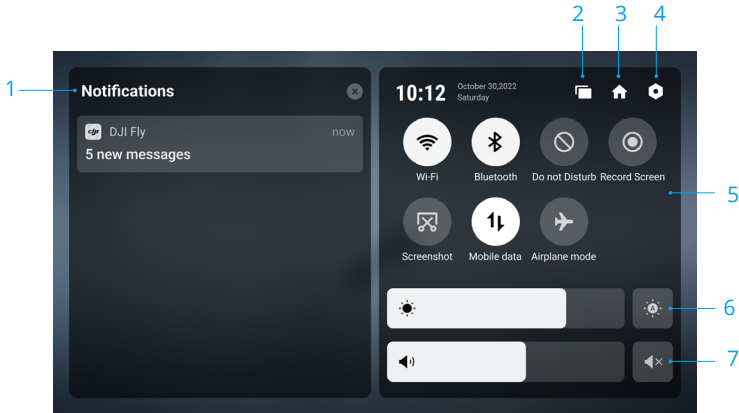 2 3 4
1
Notifications
10:12
October 30,2022
Saturday
dji DJI Fly now
5 new messages
Wi-Fi Bluetooth Do not Disturb Record Screen
5
Screenshot Mobile data Airplane mode
A
6
7